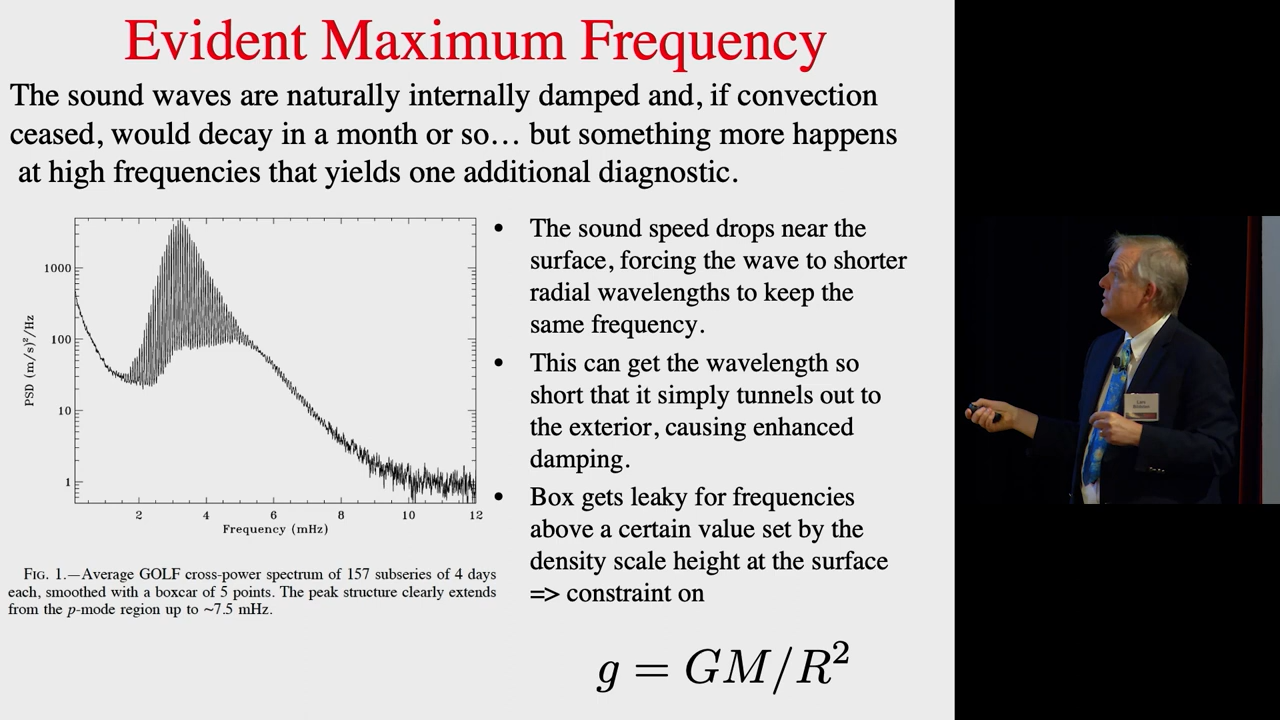 Evident Maximum Frequency
The sound waves are naturally internally damped and, if convection
ceased, would decay in a month or so… but something more happens
at high frequencies that yields one additional diagnostic.
1000
100
10
1
PSD (m/s)²/Hz
2 4 6 8 10 12
Frequency (mHz)
FIG. 1.—Average GOLF cross-power spectrum of 157 subseries of 4 days
each, smoothed with a boxcar of 5 points. The peak structure clearly extends
from the p-mode region up to ~7.5 mHz.
• The sound speed drops near the
surface, forcing the wave to shorter
radial wavelengths to keep the
same frequency.
• This can get the wavelength so
short that it simply tunnels out to
the exterior, causing enhanced
damping.
• Box gets leaky for frequencies
above a certain value set by the
density scale height at the surface
=> constraint on
g = GM/R²
Lars